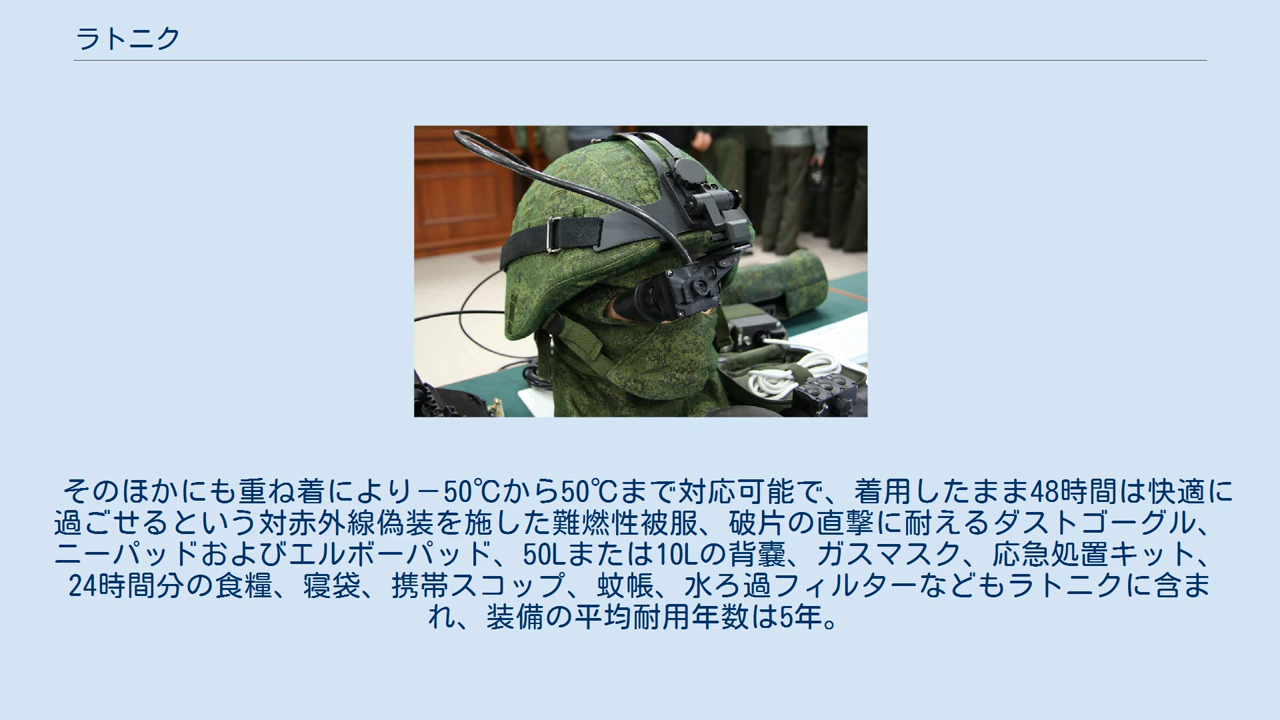 ラトニク
そのほかにも重ね着により－50℃から50℃まで対応可能で、着用したまま48時間は快適に
過ごせるという対赤外線偽装を施した難燃性被服、破片の直撃に耐えるダストゴーグル、
ニーパッドおよびエルボーパッド、50Lまたは10Lの背嚢、ガスマスク、応急処置キット、
24時間分の食糧、寝袋、携帯スコップ、蚊帳、水ろ過フィルターなどもラトニクに含ま
れ、装備の平均耐用年数は5年。